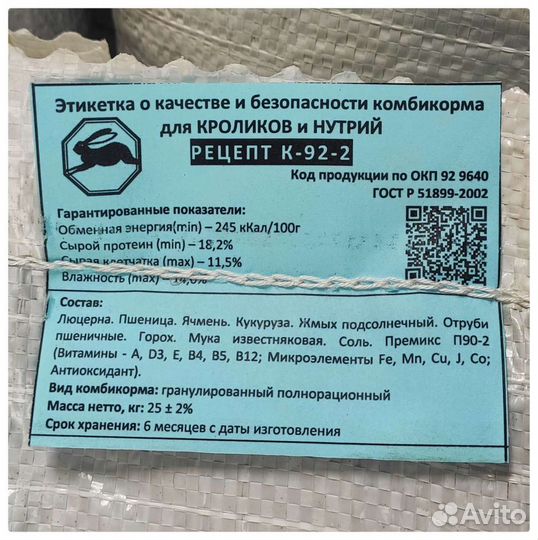 Этикетка о качестве и безопасности комбикорма
для КРОЛИКОВ и НУТРИЙ
РЕЦЕПТ К-92-2
Код продукции по ОКП 92 9640
ГОСТ Р 51899-2002
Гарантированные показатели:
Обменная энергия(min) – 245 кКал/100г
Сырой протеин (min) – 18,2%
Сырая клетчатка (max) – 11,5%
Влажность (max) – 14,0%
Состав:
Люцерна. Пшеница. Ячмень. Кукуруза. Жмых подсолнечный. Отруби
пшеничные. Горох. Мука известняковая. Соль. Премикс П90-2
(Витамины - A, D3, E, B4, B5, B12; Микроэлементы Fe, Mn, Cu, J, Co;
Антиоксидант).
Вид комбикорма: гранулированный полнорационный
Масса нетто, кг: 25 ± 2%
Срок хранения: 6 месяцев с даты изготовления
Avito